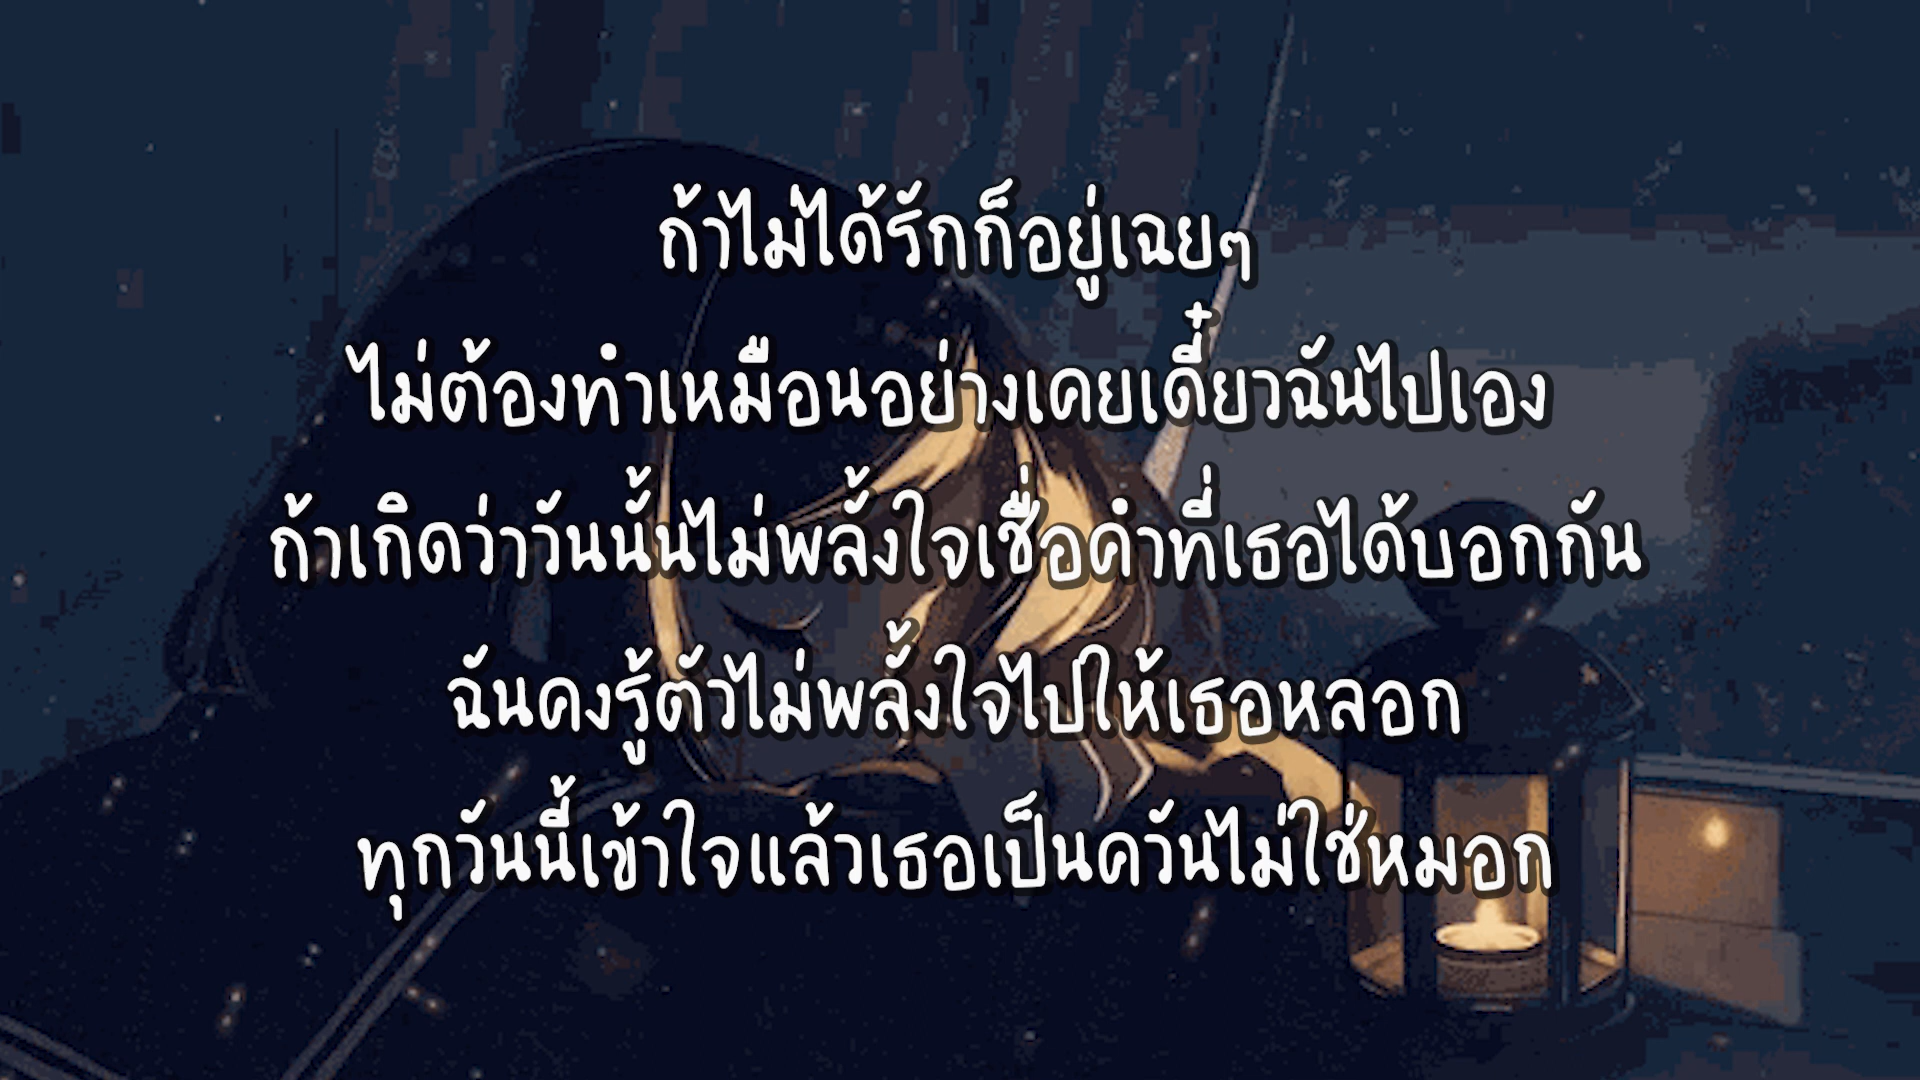 ถ้าไม่ได้รักก็อยู่เฉยๆ
ไม่ต้องทำเหมือนอย่างเคยเดี๋ยวฉันไปเอง
ถ้าเกิดว่าวันนั้นไม่พลั้งใจเชื่อคำที่เธอได้บอกกัน
ฉันคงรู้ตัวไม่พลั้งใจไปให้เธอหลอก
ทุกวันนี้เข้าใจแล้วเธอเป็นควันไม่ใช่หมอก